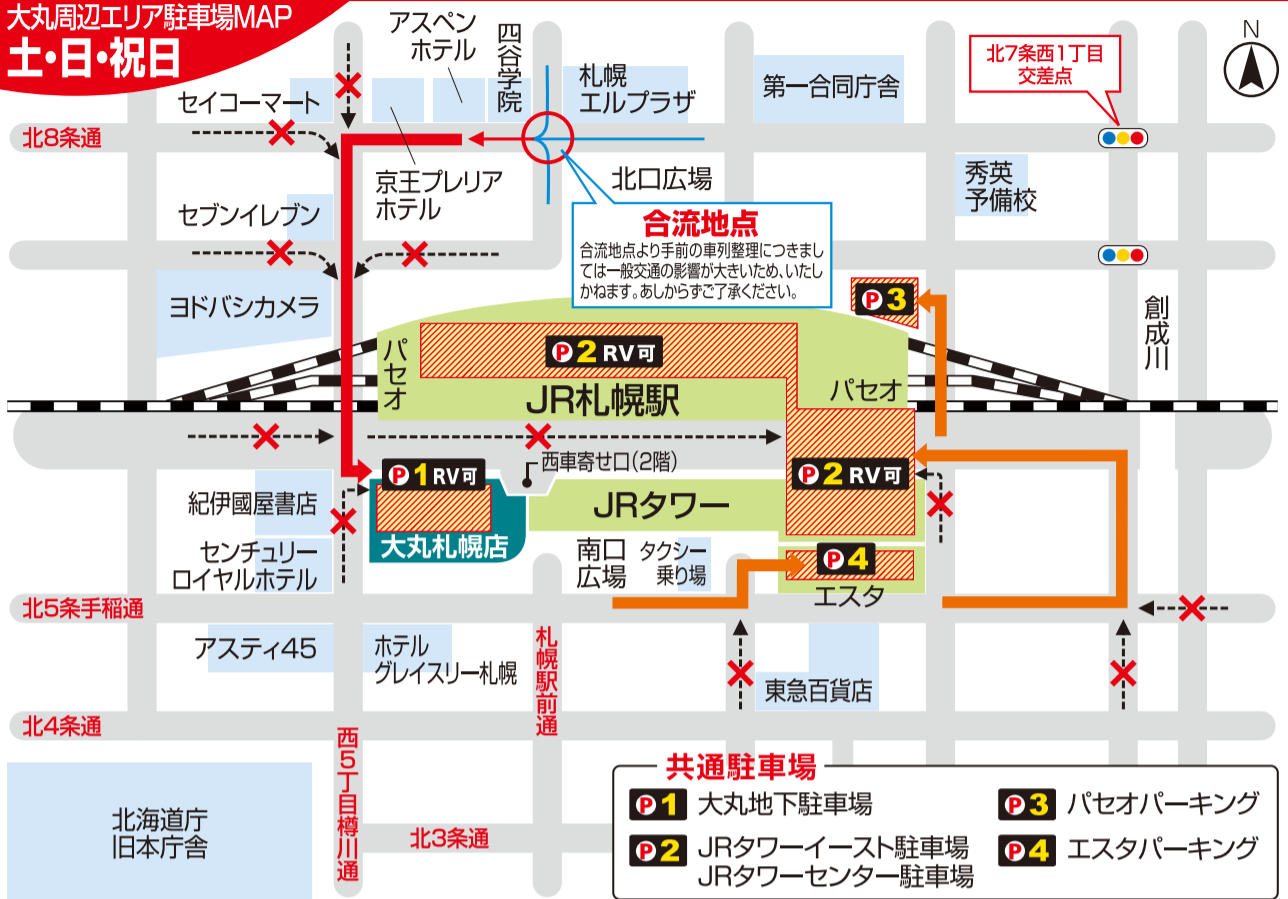 大丸周辺エリア駐車場MAP
土・日・祝日
アスペン
ホテル
四谷学院
札幌
エルプラザ
第一合同庁舎
北7条西1丁目
交差点
N
セイコーマート
北8条通
京王プレリア
ホテル
北口広場
秀英
予備校
セブンイレブン
合流地点
合流地点より手前の車列整理につきまし
ては一般交通の影響が大きいため、いたし
かねます。あしからずご了承ください。
ヨドバシカメラ
P3
創成川
パセオ
P2 RV可
JR札幌駅
パセオ
西車寄せ口(2階)
P1 RV可
P2 RV可
紀伊國屋書店
JRタワー
大丸札幌店
センチュリー
ロイヤルホテル
南口
広場
タクシー
乗り場
P4
エスタ
北5条手稲通
アスティ45
ホテル
グレイスリー札幌
札幌駅前通
東急百貨店
北4条通
西5丁目樽川通
北海道庁
旧本庁舎
北3条通
共通駐車場
P1 大丸地下駐車場
P2 JRタワーイースト駐車場
JRタワーセンター駐車場
P3 パセオパーキング
P4 エスタパーキング